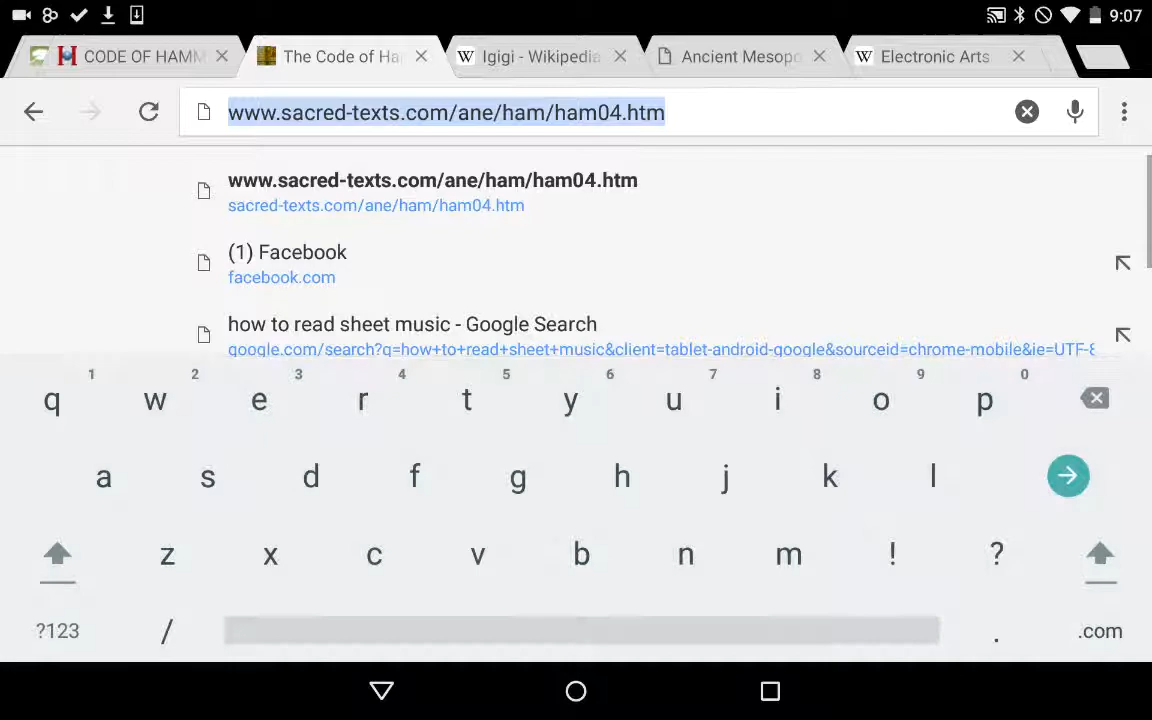 9:07
CODE OF HAMM
The Code of Ha
Igigi - Wikipedia
Ancient Mesopo
Electronic Arts
www.sacred-texts.com/ane/ham/ham04.htm
www.sacred-texts.com/ane/ham/ham04.htm
sacred-texts.com/ane/ham/ham04.htm
(1) Facebook
facebook.com
how to read sheet music - Google Search
google.com/search?q=how+to+read+sheet+music&client=tablet-android-google&sourceid=chrome-mobile&ie=UTF-8
1 2 3 4 5 6 7 8 9 0
q w e r t y u i o p
a s d f g h j k l
z x c v b n m ! ?
?123 / . .com